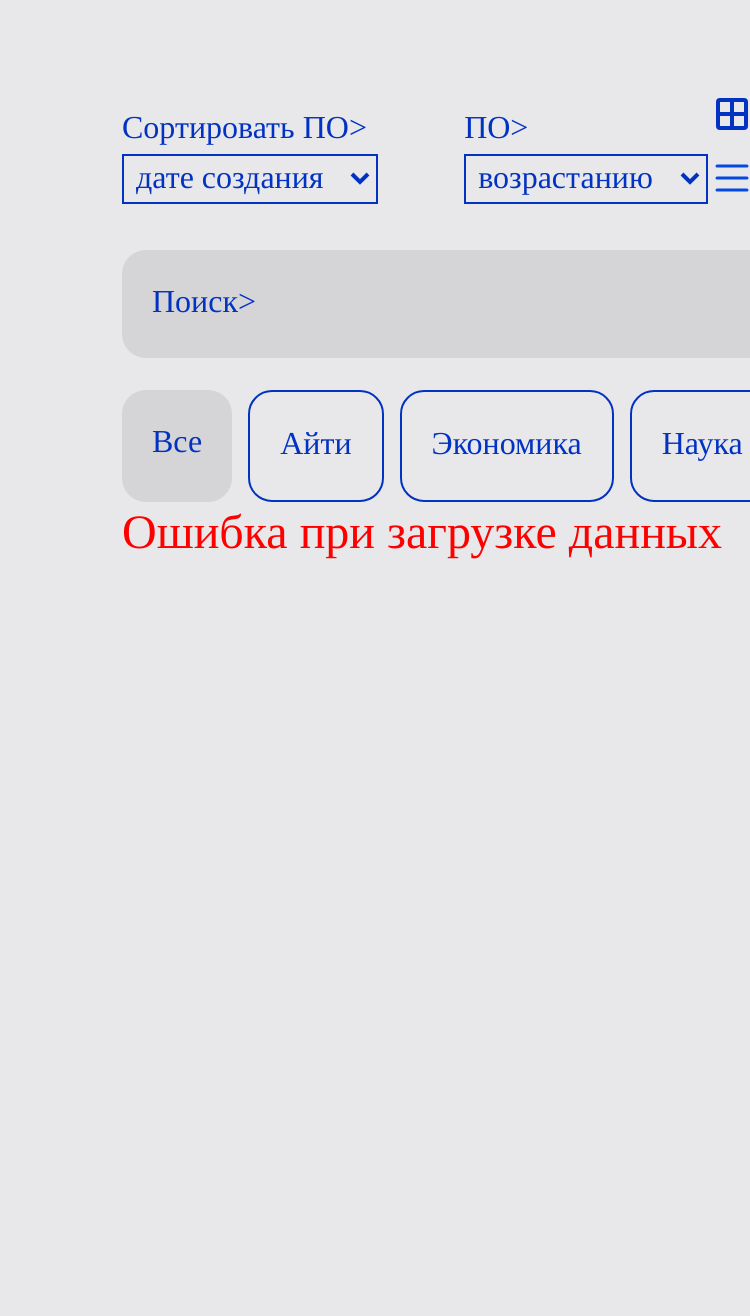 Сортировать ПО> ПО>
дате создания возрастанию
Поиск>
Все Айти Экономика Наука
Ошибка при загрузке данных